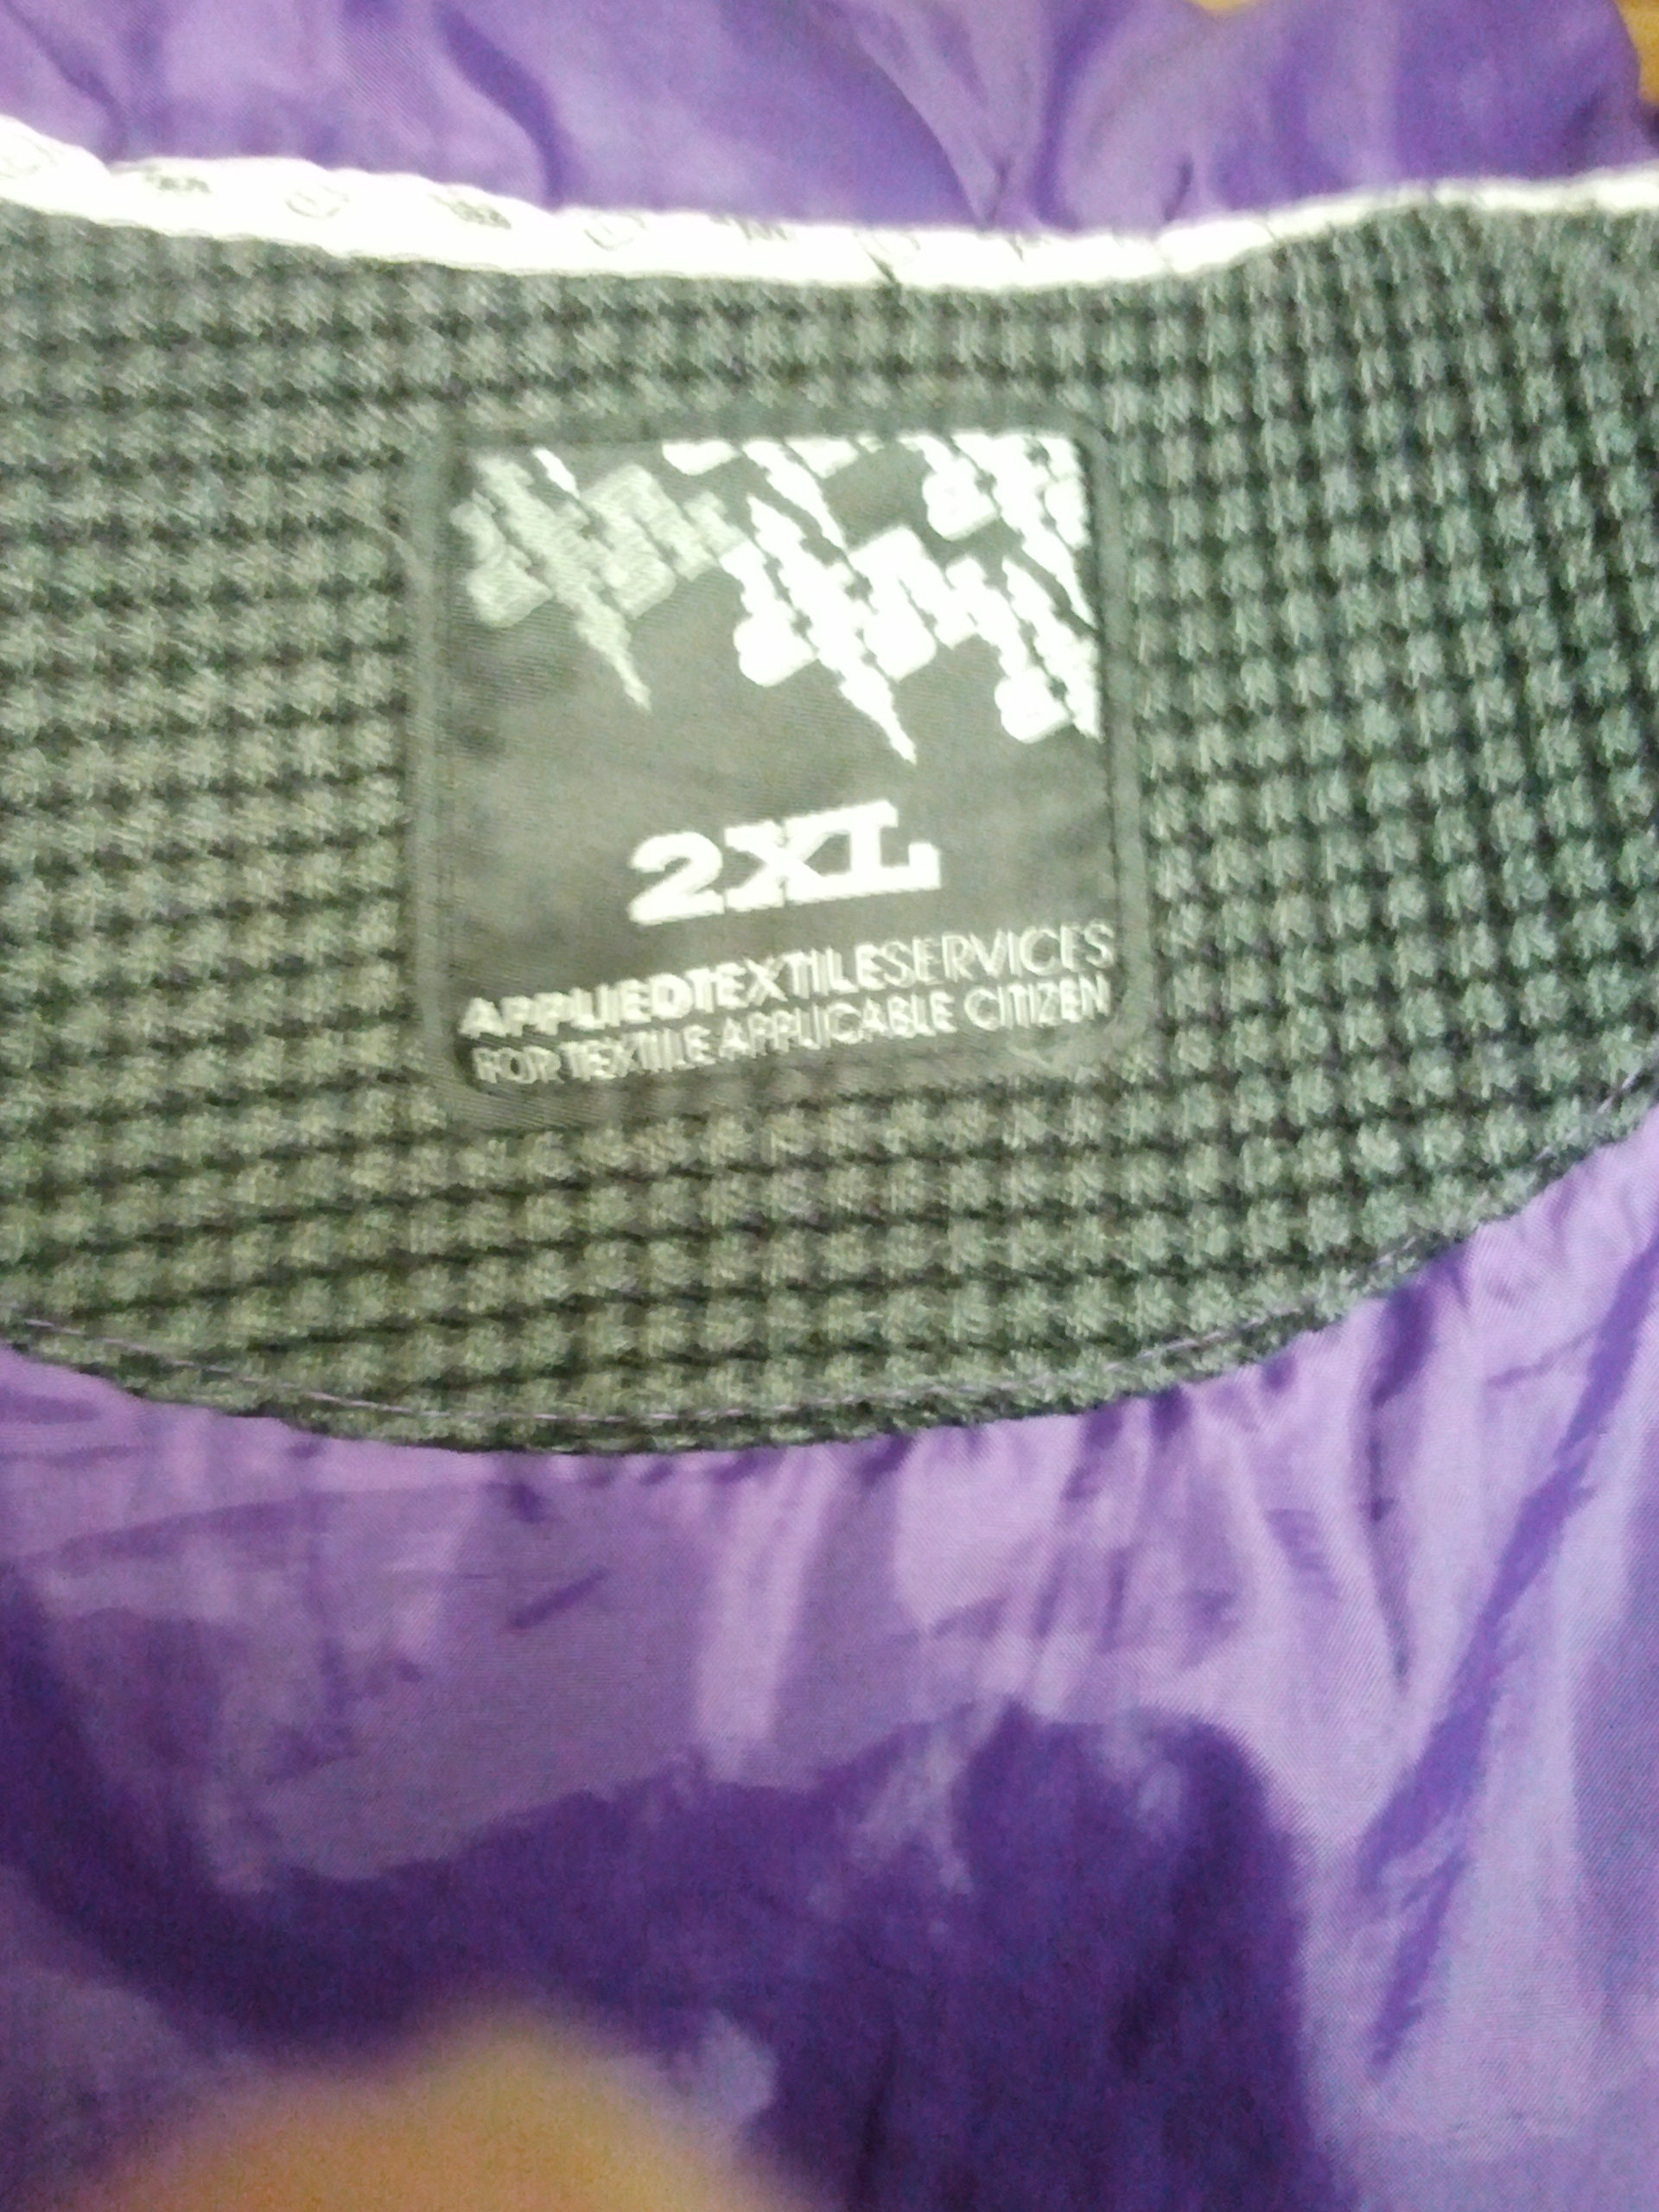 2XL
APPLIEDTEXTILESERVICES
FOR TEXTILE APPLICABLE CITIZEN